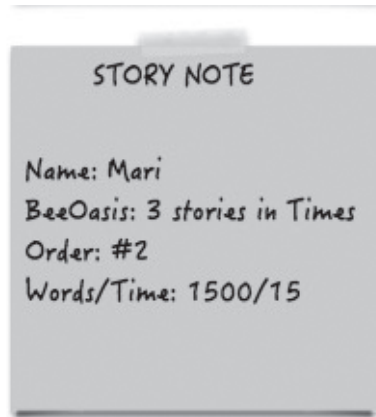 STORY NOTE
Name: Mari
BeeOasis: 3 stories in Times
Order: #2
Words/Time: 1500/15